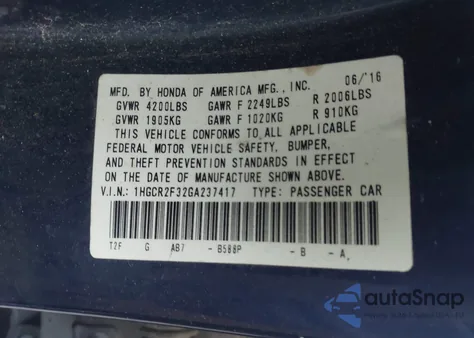 MFD. BY HONDA OF AMERICA MFG., INC. 06/16
GVWR 4200LBS GAWR F 2249LBS R 2006LBS
GVWR 1905KG GAWR F 1020KG R 910KG
THIS VEHICLE CONFORMS TO ALL APPLICABLE
FEDERAL MOTOR VEHICLE SAFETY, BUMPER,
AND THEFT PREVENTION STANDARDS IN EFFECT
ON THE DATE OF MANUFACTURE SHOWN ABOVE.
V.I.N.: 1HGCR2F32GA237417 TYPE: PASSENGER CAR
T2F G AB7 - B588P - B - A,
autoSnap